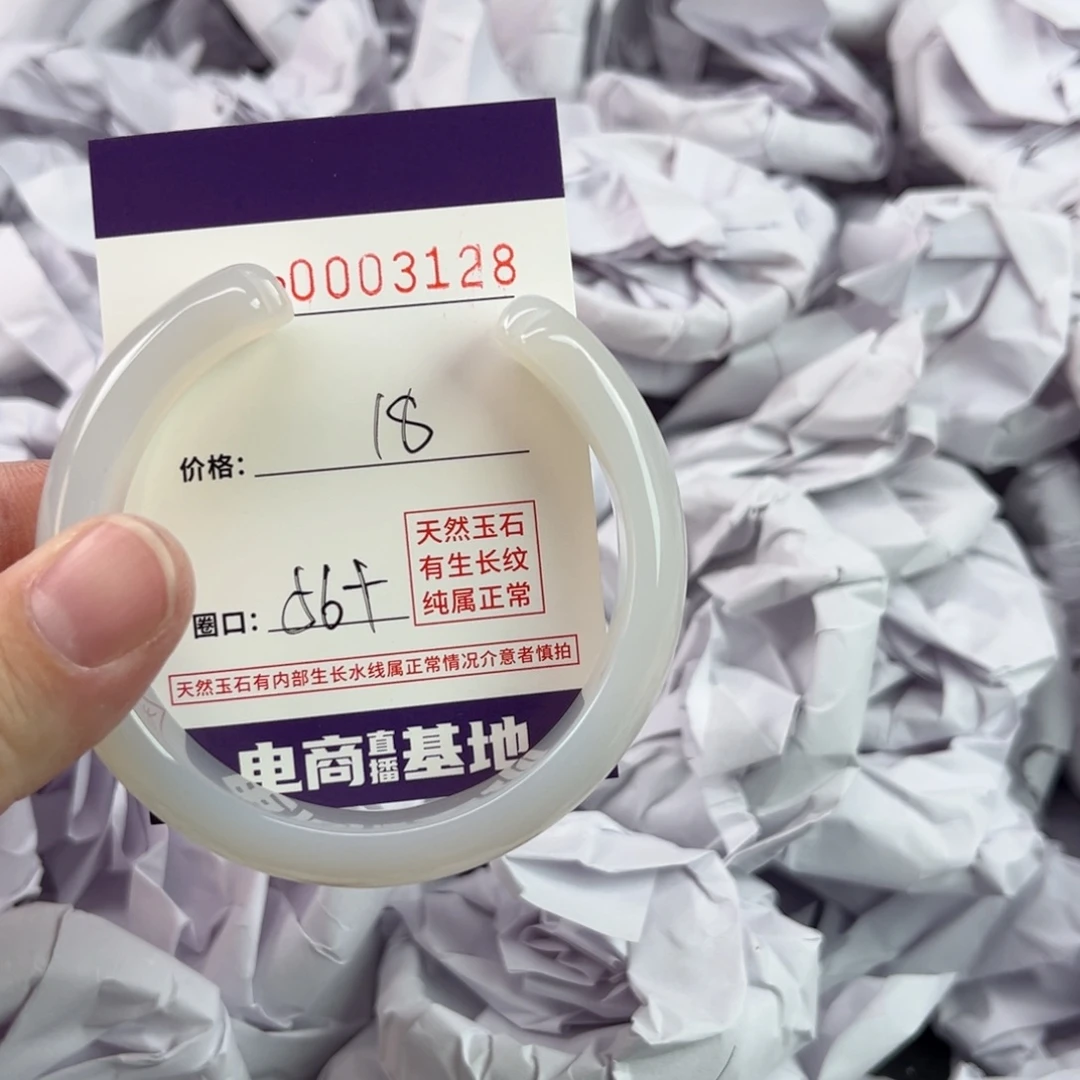 0003128
价格: 18
天然玉石
有生长纹
纯属正常
圈口: 56+
天然玉石有内部生长水线属正常情况介意者慎拍
电商直播基地